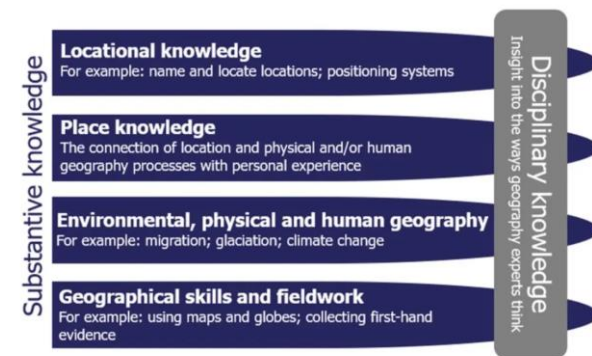 Substantive knowledge
Locational knowledge
For example: name and locate locations; positioning systems
Place knowledge
The connection of location and physical and/or human
geography processes with personal experience
Environmental, physical and human geography
For example: migration; glaciation; climate change
Geographical skills and fieldwork
For example: using maps and globes; collecting first-hand
evidence
Disciplinary knowledge
Insight into the ways geography experts think